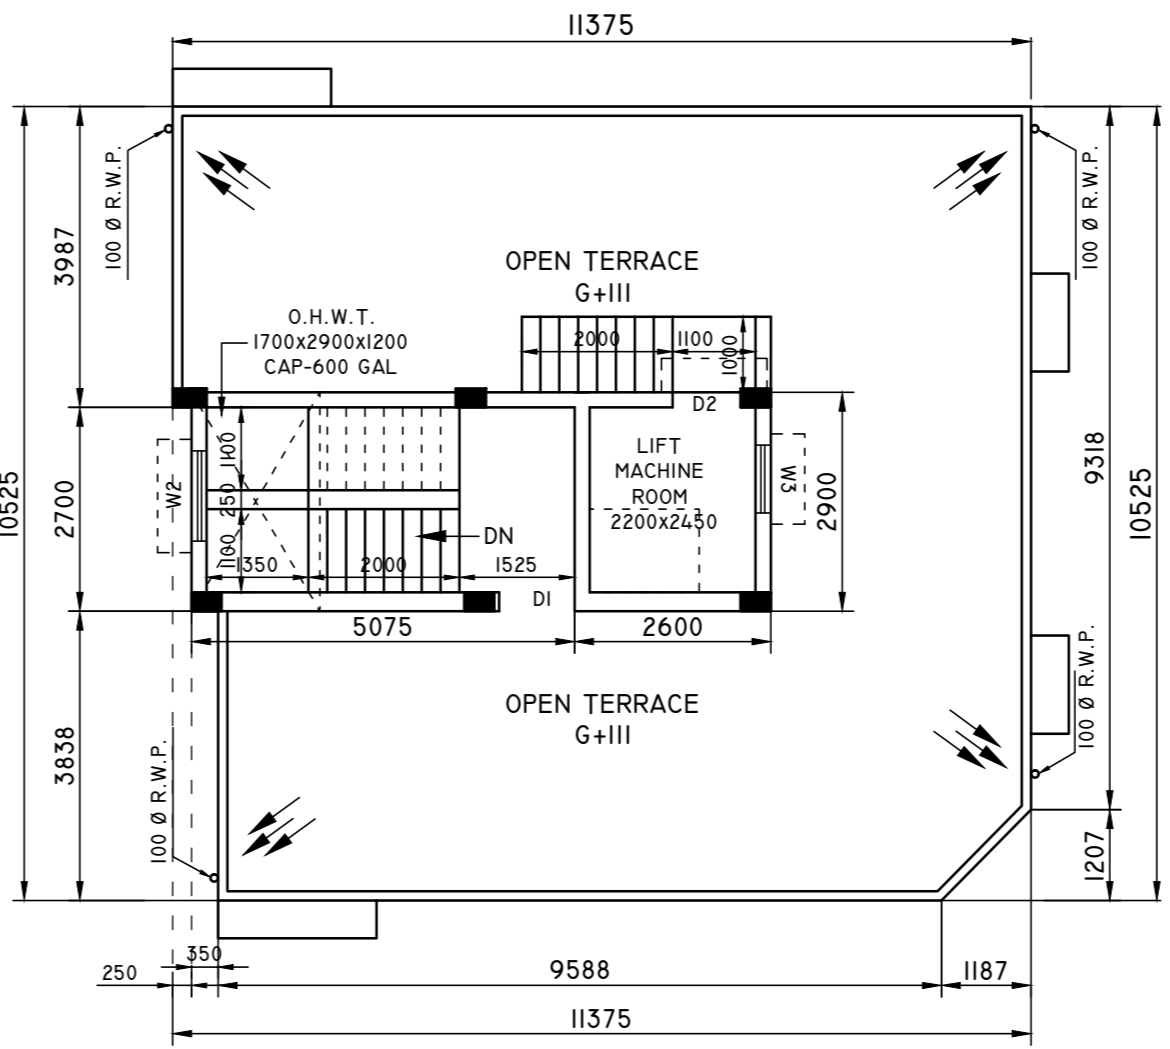 11375
100 Ø R.W.P.
100 Ø R.W.P.
3987
OPEN TERRACE
G+III
O.H.W.T.
1700x2900x1200
CAP-600 GAL
2000
1100
1000
D2
LIFT
MACHINE
ROOM
2200x2450
W2
1100
250
x
1100
DN
1350
2000
1525
D1
W3
2900
2700
10525
9318
10525
5075
2600
OPEN TERRACE
G+III
3838
100 Ø R.W.P.
100 Ø R.W.P.
1207
350
250
9588
1187
11375